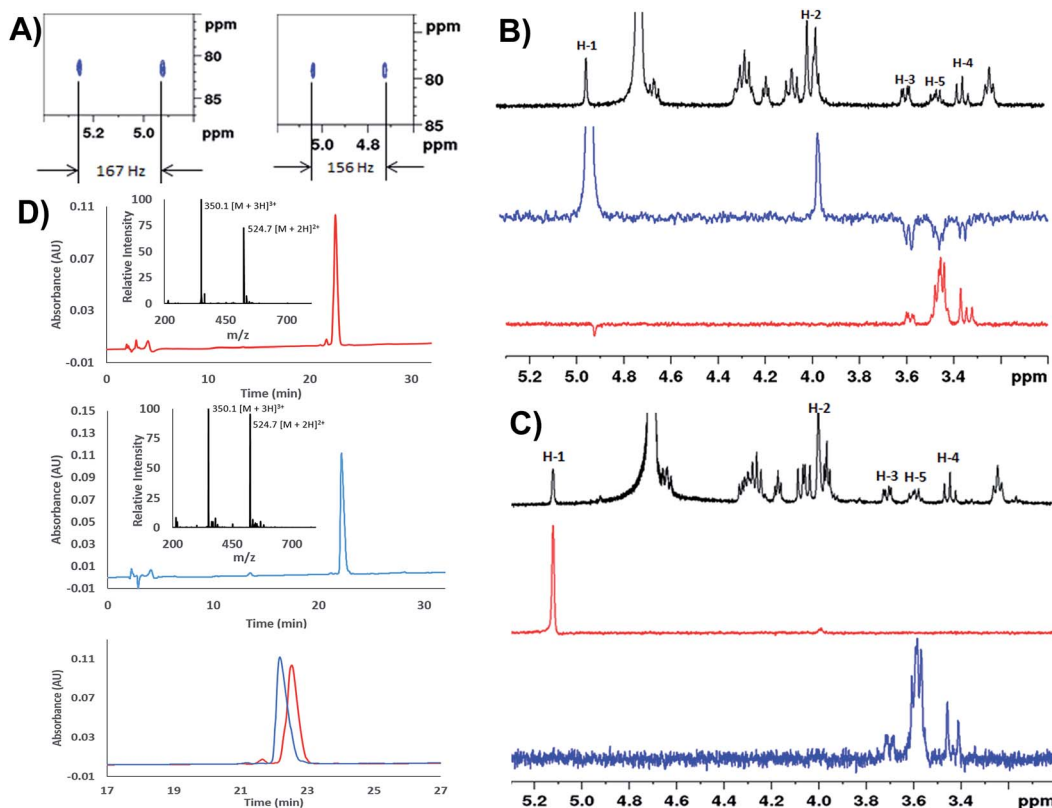 A)
ppm
80
85
5.2
5.0
ppm
167 Hz
ppm
80
85
5.0
4.8
ppm
156 Hz
B)
H-1
H-2
H-3
H-5
H-4
5.2
5.0
4.8
4.6
4.4
4.2
4.0
3.8
3.6
3.4
ppm
C)
H-1
H-2
H-3
H-5
H-4
5.2
5.0
4.8
4.6
4.4
4.2
4.0
3.8
3.6
3.4
ppm
D)
Absorbance (AU)
0.11
0.07
0.03
-0.01
0
10
20
30
Time (min)
Relative Intensity
100
75
50
25
0
350.1 [M + 3H]³⁺
524.7 [M + 2H]²⁺
200
450
700
m/z
Absorbance (AU)
0.15
0.13
0.11
0.09
0.07
0.05
0.03
0.01
-0.01
0
10
20
30
Time (min)
Relative Intensity
100
75
50
25
0
350.1 [M + 3H]³⁺
524.7 [M + 2H]²⁺
200
450
700
m/z
Absorbance (AU)
0.11
0.07
0.03
-0.01
17
19
21
23
25
27
Time (min)